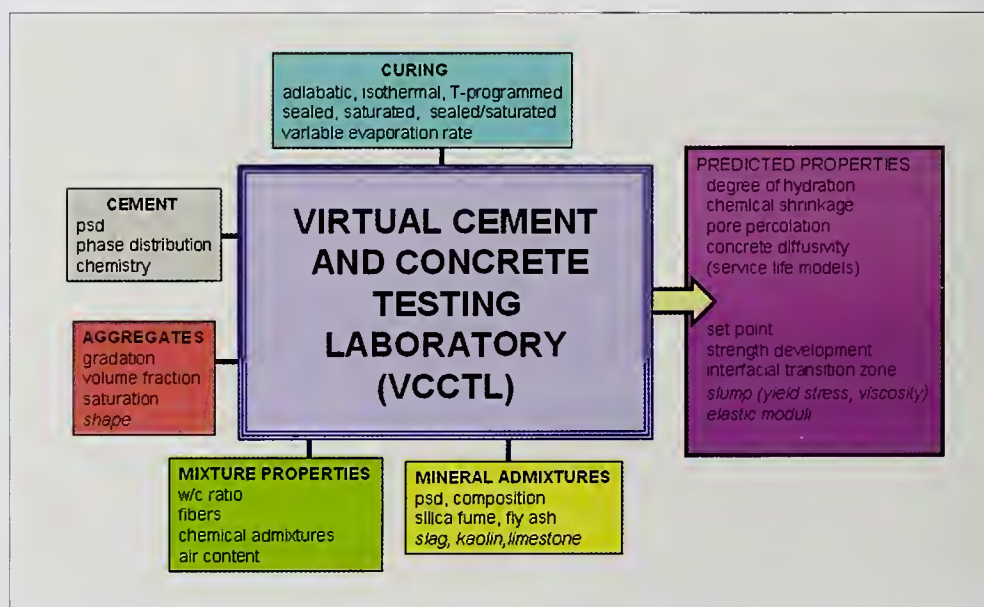 CURING
adiabatic, isothermal, T-programmed
sealed, saturated, sealed/saturated
variable evaporation rate
CEMENT
psd
phase distribution
chemistry
AGGREGATES
gradation
volume fraction
saturation
shape
VIRTUAL CEMENT
AND CONCRETE
TESTING
LABORATORY
(VCCTL)
MIXTURE PROPERTIES
w/c ratio
fibers
chemical admixtures
air content
MINERAL ADMIXTURES
psd, composition
silica fume, fly ash
slag, kaolin,limestone
PREDICTED PROPERTIES
degree of hydration
chemical shrinkage
pore percolation
concrete diffusivity
(service life models)
set point
strength development
interfacial transition zone
slump (yield stress, viscosity)
elastic moduli